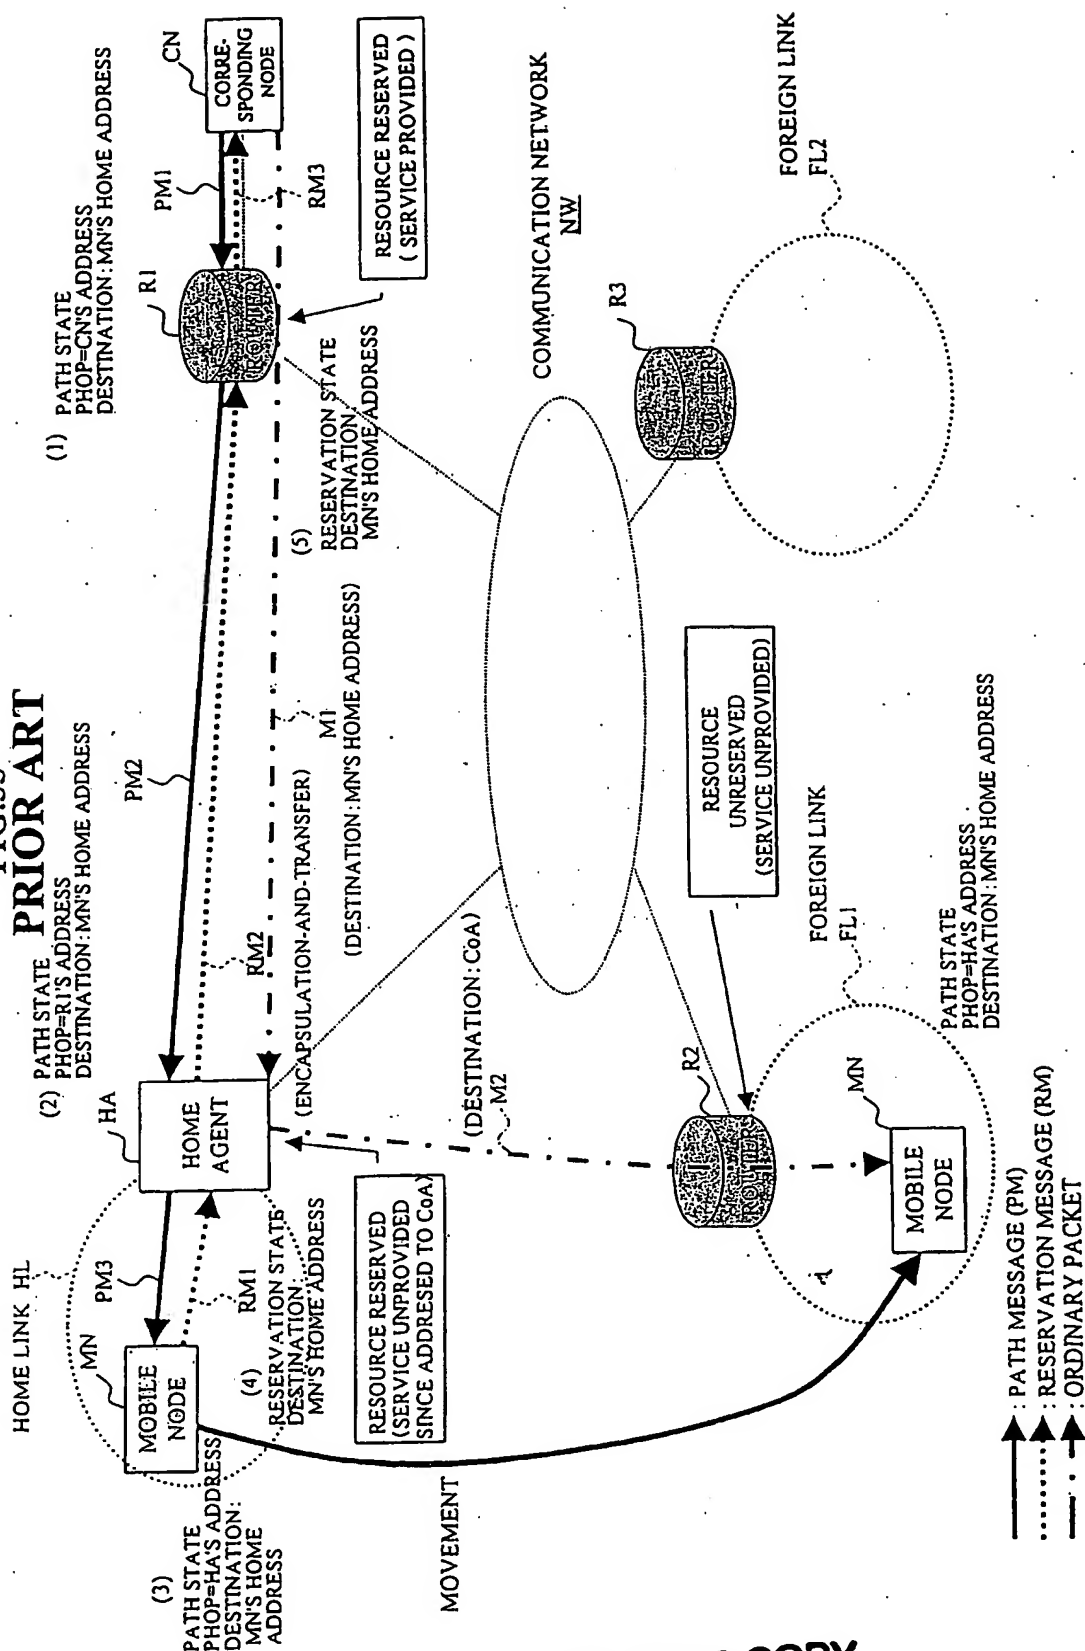 PRIOR ART
(1)
PATH STATE
PHOP=CN'S ADDRESS
DESTINATION:MN'S HOME ADDRESS
(2)
PATH STATE
PHOP=R1'S ADDRESS
DESTINATION:MN'S HOME ADDRESS
(3)
PATH STATE
PHOP=HA'S ADDRESS
DESTINATION:
MN'S HOME
ADDRESS
HOME LINK HL
MN
MOBILE
NODE
PM3
RM1
HA
HOME
AGENT
PM2
RM2
R1
ROUTER
PM1
RM3
CN
CORRE-
SPONDING
NODE
(4)
RESERVATION STATE
DESTINATION:
MN'S HOME ADDRESS
(5)
RESERVATION STATE
DESTINATION:
MN'S HOME ADDRESS
(ENCAPSULATION-AND-TRANSFER)
M1
(DESTINATION:MN'S HOME ADDRESS)
RESOURCE RESERVED
( SERVICE PROVIDED )
RESOURCE RESERVED
(SERVICE UNPROVIDED
SINCE ADDRESED TO CoA)
MOVEMENT
(DESTINATION:CoA)
M2
COMMUNICATION NETWORK
NW
R2
ROUTER
R3
ROUTER
RESOURCE
UNRESERVED
(SERVICE UNPROVIDED)
FOREIGN LINK
FL1
FOREIGN LINK
FL2
MN
MOBILE
NODE
PATH STATE
PHOP=HA'S ADDRESS
DESTINATION:MN'S HOME ADDRESS
: PATH MESSAGE (PM)
: RESERVATION MESSAGE (RM)
: ORDINARY PACKET